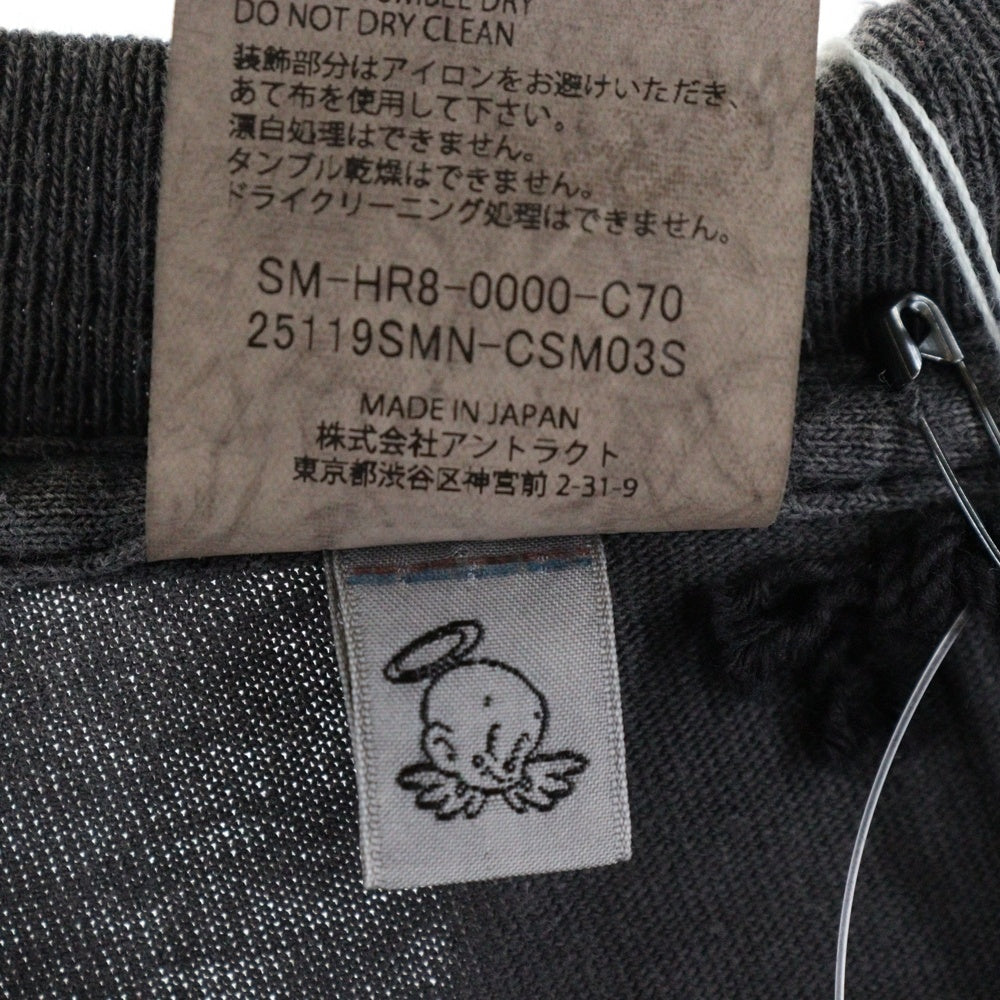 TUMBLE DRY
DO NOT DRY CLEAN
装飾部分はアイロンをお避けいただき、
あて布を使用して下さい。
漂白処理はできません。
タンブル乾燥はできません。
ドライクリーニング処理はできません。
SM-HR8-0000-C70
25119SMN-CSM03S
MADE IN JAPAN
株式会社アントラクト
東京都渋谷区神宮前 2-31-9